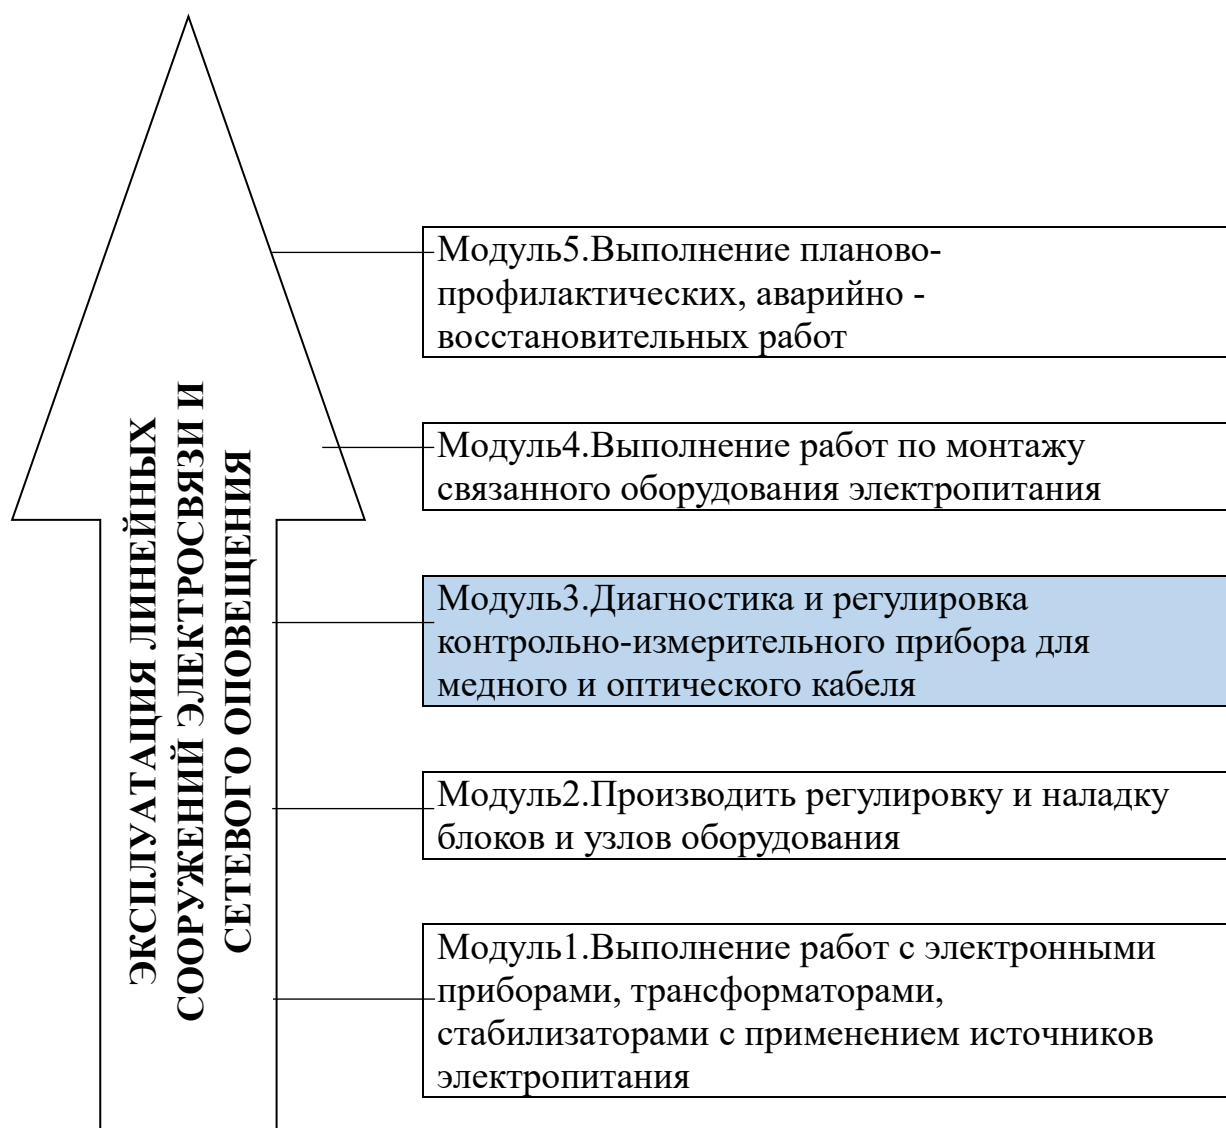 Модуль5.Выполнение планово-
профилактических, аварийно -
восстановительных работ
Модуль4.Выполнение работ по монтажу
связанного оборудования электропитания
Модуль3.Диагностика и регулировка
контрольно-измерительного прибора для
медного и оптического кабеля
Модуль2.Производить регулировку и наладку
блоков и узлов оборудования
Модуль1.Выполнение работ с электронными
приборами, трансформаторами,
стабилизаторами с применением источников
электропитания
ЭКСПЛУАТАЦИЯ ЛИНЕЙНЫХ
СООРУЖЕНИЙ ЭЛЕКТРОСВЯЗИ И
СЕТЕВОГО ОПОВЕЩЕНИЯ